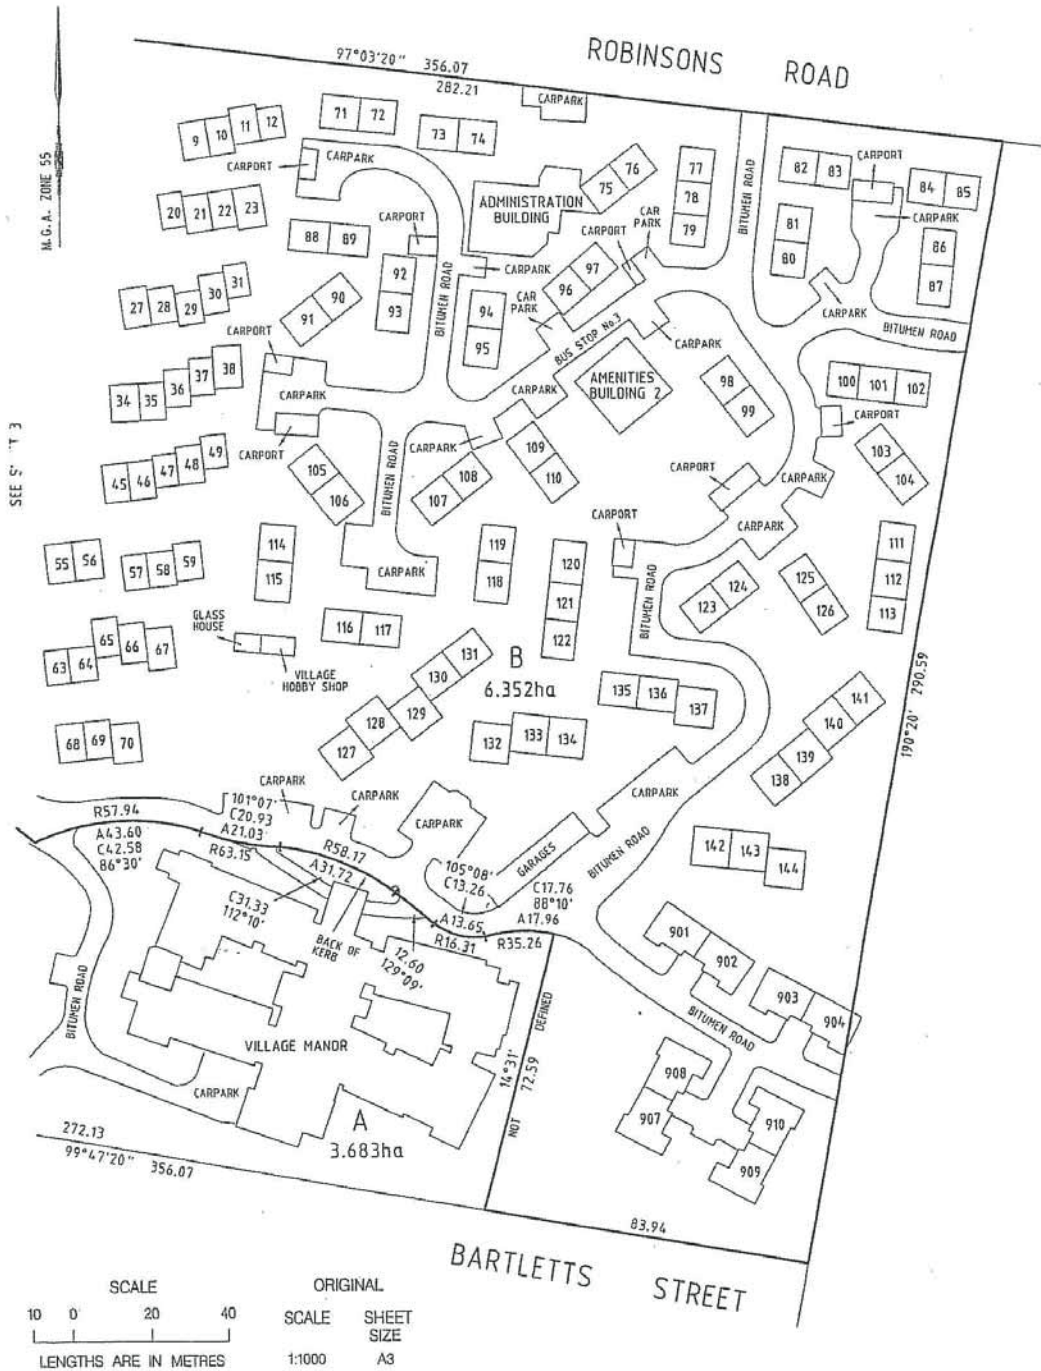 ROBINSONS ROAD
97°03'20" 356.07
282.21
M.G.A. ZONE 55
CARPARK
71 72
73 74
9 10 11 12
CARPORT
CARPARK
75 76
77
78
79
BITUMEN ROAD
82 83
CARPORT
84 85
CARPARK
20 21 22 23
ADMINISTRATION
BUILDING
CAR
PARK
CARPORT
81
80
86
87
88 89
CARPORT
CARPARK
92
93
BITUMEN ROAD
96 97
CARPARK
BITUMEN ROAD
27 28 29 30 31
91 90
CAR
PARK
94
95
BUS STOP No.3
CARPARK
CARPORT
34 35 36 37 38
CARPARK
AMENITIES
BUILDING 2
98
99
100 101 102
CARPARK
CARPORT
CARPORT
BITUMEN ROAD
CARPARK
109
110
103
104
45 46 47 48 49
105
106
107 108
CARPORT
CARPARK
SEE
CARPORT
CARPARK
55 56
57 58 59
114
115
CARPARK
119
118
120
121
122
BITUMEN ROAD
123 124
125
126
111
112
113
GLASS
HOUSE
116 117
63 64 65 66 67
VILLAGE
HOBBY SHOP
130 131
B
6.352ha
135 136 137
141
140
139
138
190°20' 290.59
68 69 70
127 128 129
132 133 134
CARPARK
CARPARK
CARPARK
CARPARK
GARAGES
BITUMEN ROAD
142 143 144
R57.94
A43.60
C42.58
86°30'
101°07'
C20.93
A21.03
R63.15
R58.17
A31.72
C31.33
112°10'
105°08'
C13.26
A13.65
R16.31
C17.76
88°10'
A17.96
R35.26
BACK OF
KERB
12.60
129°09'
901 902
903 904
BITUMEN ROAD
BITUMEN ROAD
VILLAGE MANOR
CARPARK
14°31'
72.59
NOT DEFINED
908
907
910
909
A
3.683ha
272.13
99°47'20" 356.07
83.94
BARTLETTS STREET
SCALE
10 0 20 40
LENGTHS ARE IN METRES
ORIGINAL
SCALE SHEET
SIZE
1:1000 A3